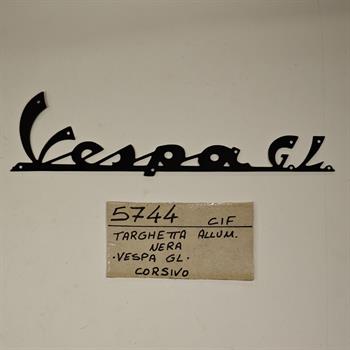 Vespa G.L.
5744 CIF
TARGHETTA ALLUM.
NERA
·VESPA GL·
CORSIVO